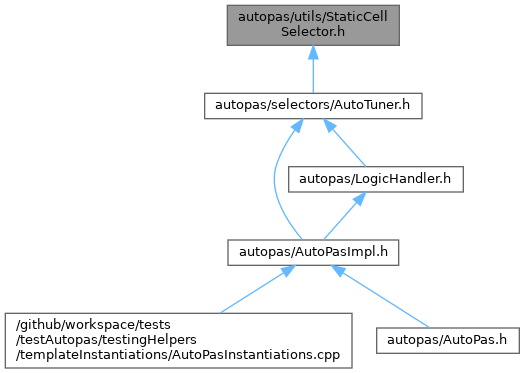 autopas/utils/StaticCell
Selector.h
autopas/selectors/AutoTuner.h
autopas/LogicHandler.h
autopas/AutoPasImpl.h
/github/workspace/tests
/testAutopas/testingHelpers
/templateInstantiations/AutoPasInstantiations.cpp
autopas/AutoPas.h